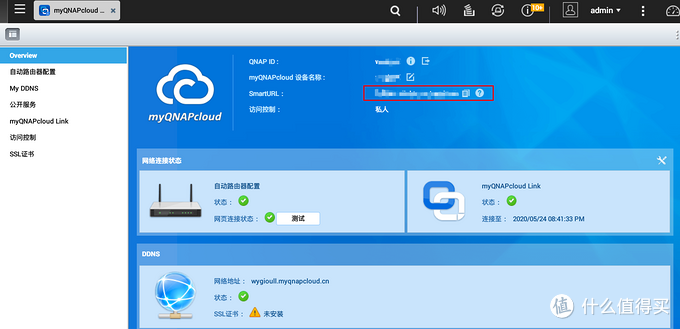 myQNAPcloud ...
10+
admin
Overview
自动路由器配置
My DDNS
公开服务
myQNAPcloud Link
访问控制
SSL证书
myQNAPcloud
QNAP ID：
myQNAPcloud 设备名称：
SmartURL：
访问控制： 私人
网络连接状态
自动路由器配置
状态：
网页连接状态： 测试
myQNAPcloud Link
状态：
连接至： 2020/05/24 08:41:33 PM
DDNS
网络地址： wygioull.myqnapcloud.cn
状态：
SSL证书： 未安装
值 什么值得买